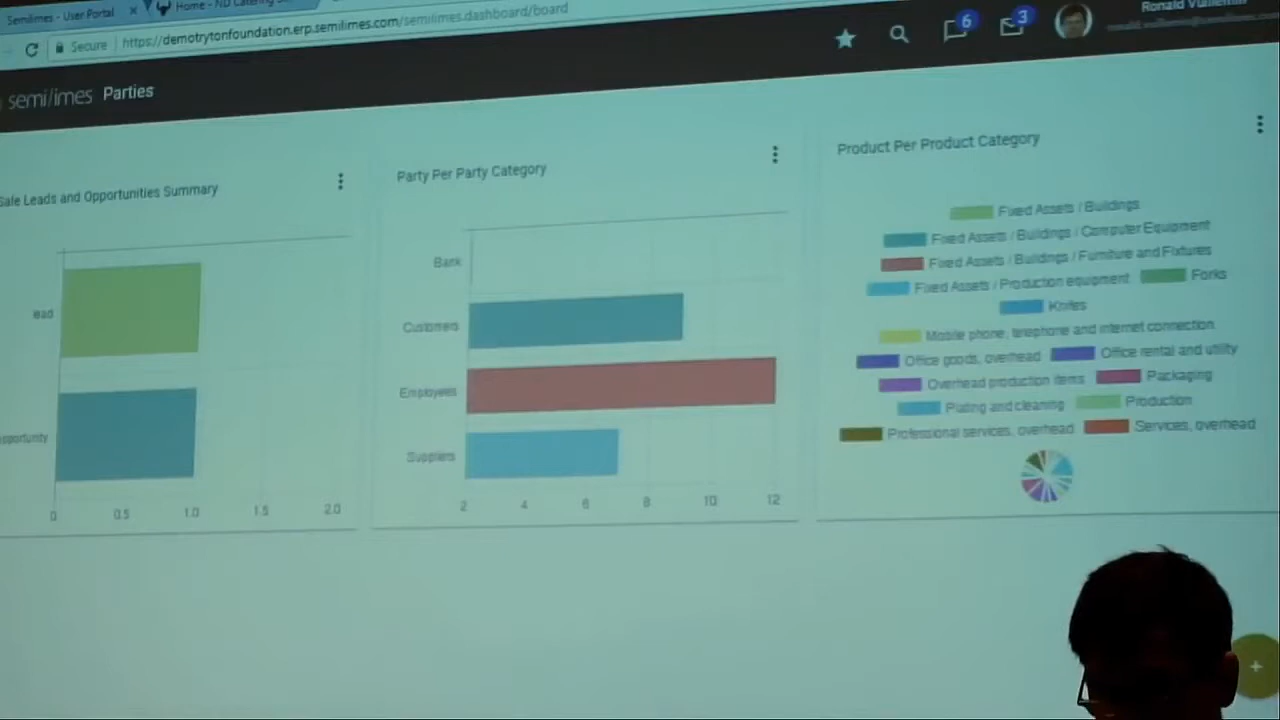 Semilimes - User Portal
Home - ND Catering
Secure https://demotrytonfoundation.erp.semilimes.com/semilimes.dashboard/board
6
3
Ronald
semi/imes Parties
Sale Leads and Opportunities Summary
lead
opportunity
0 0.5 1.0 1.5 2.0
Party Per Party Category
Bank
Customers
Employees
Suppliers
2 4 6 8 10 12
Product Per Product Category
Fixed Assets / Buildings
Fixed Assets / Buildings / Computer Equipment
Fixed Assets / Buildings / Furniture and Fixtures
Fixed Assets / Production equipment Forks
Knifes
Mobile phone, telephone and internet connection
Office goods, overhead Office rental and utility
Overhead production items Packaging
Plating and cleaning Production
Professional services, overhead Services, overhead
+